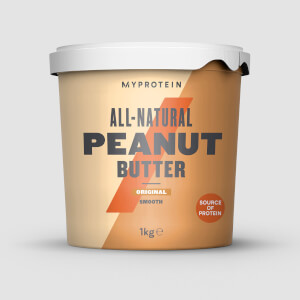 MYPROTEIN
ALL-NATURAL
PEANUT
BUTTER
ORIGINAL
SMOOTH
SOURCE
OF
PROTEIN
1kg e